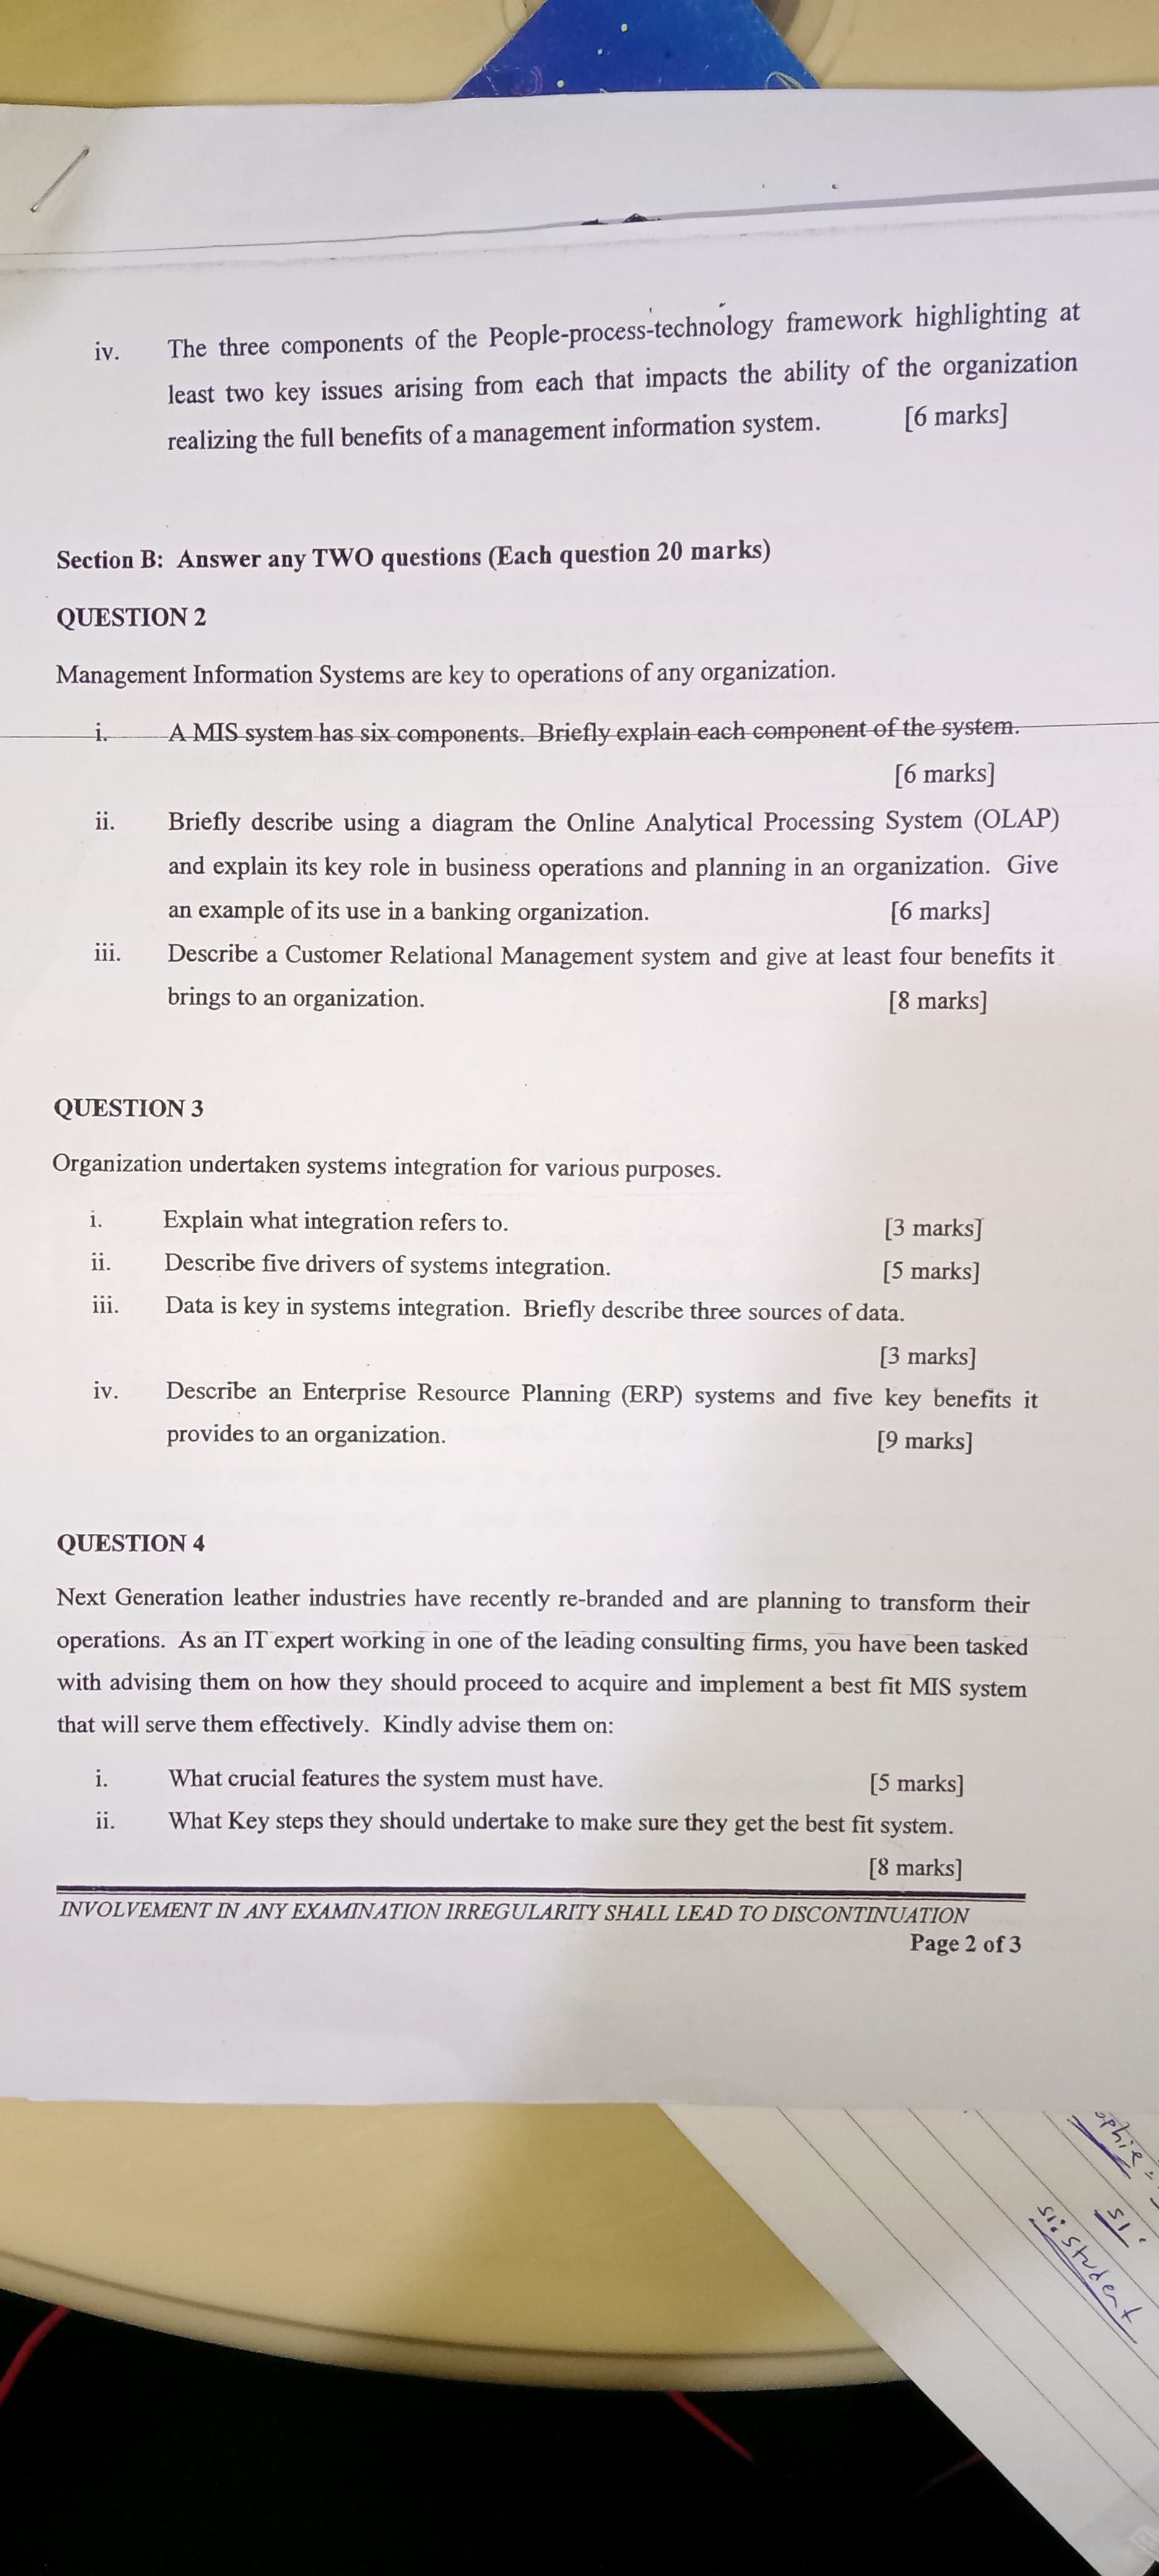 iv. The three components of the People-process-technology framework highlighting at
least two key issues arising from each that impacts the ability of the organization
realizing the full benefits of a management information system. [6 marks]
Section B: Answer any TWO questions (Each question 20 marks)
QUESTION 2
Management Information Systems are key to operations of any organization.
i. A MIS system has six components. Briefly explain each component of the system.
[6 marks]
ii. Briefly describe using a diagram the Online Analytical Processing System (OLAP)
and explain its key role in business operations and planning in an organization. Give
an example of its use in a banking organization. [6 marks]
iii. Describe a Customer Relational Management system and give at least four benefits it
brings to an organization. [8 marks]
QUESTION 3
Organization undertaken systems integration for various purposes.
i. Explain what integration refers to. [3 marks]
ii. Describe five drivers of systems integration. [5 marks]
iii. Data is key in systems integration. Briefly describe three sources of data.
[3 marks]
iv. Describe an Enterprise Resource Planning (ERP) systems and five key benefits it
provides to an organization. [9 marks]
QUESTION 4
Next Generation leather industries have recently re-branded and are planning to transform their
operations. As an IT expert working in one of the leading consulting firms, you have been tasked
with advising them on how they should proceed to acquire and implement a best fit MIS system
that will serve them effectively. Kindly advise them on:
i. What crucial features the system must have. [5 marks]
ii. What Key steps they should undertake to make sure they get the best fit system.
[8 marks]
INVOLVEMENT IN ANY EXAMINATION IRREGULARITY SHALL LEAD TO DISCONTINUATION
Page 2 of 3
si: student